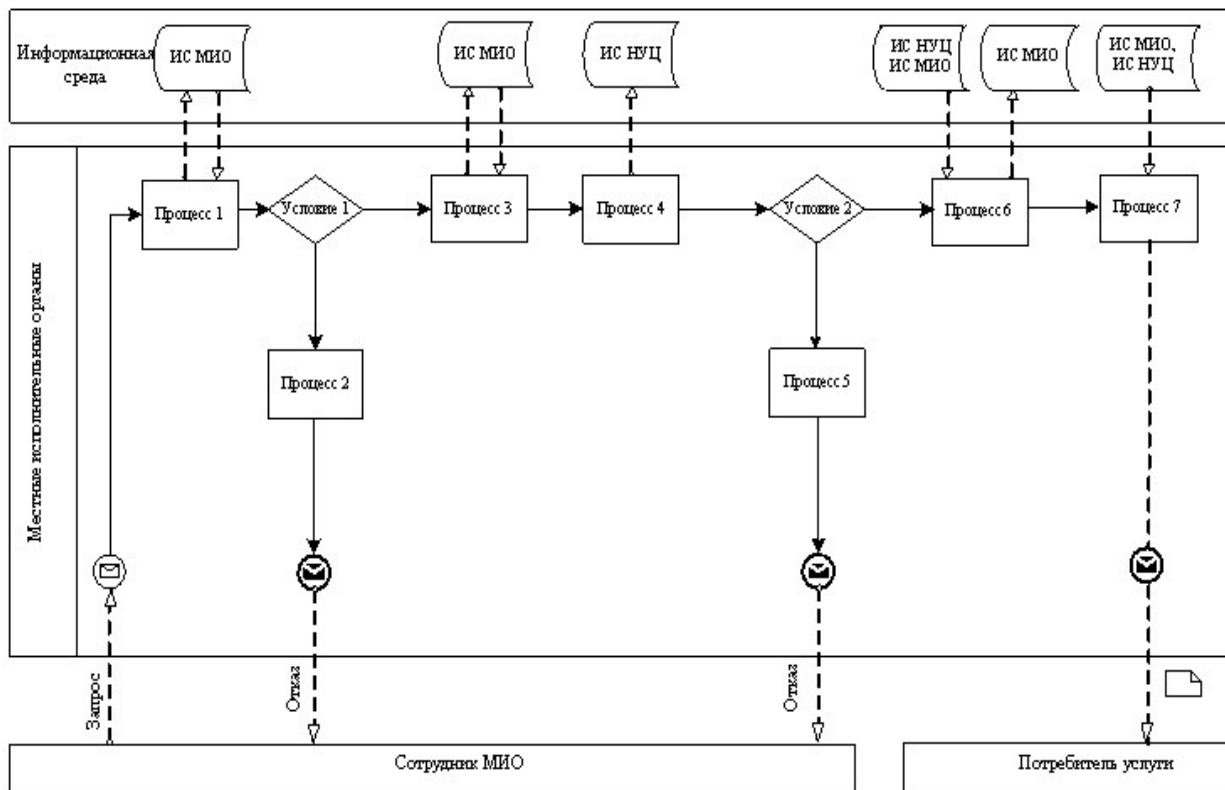 Информационная
среда
ИС МИО
ИС МИО
ИС НУЦ
ИС НУЦ
ИС МИО
ИС МИО
ИС МИО,
ИС НУЦ
Местные исполнительные органы
Процесс 1
Условие 1
Процесс 3
Процесс 4
Условие 2
Процесс 6
Процесс 7
Процесс 2
Процесс 5
Запрос
Отказ
Отказ
Сотрудник МИО
Потребитель услуги